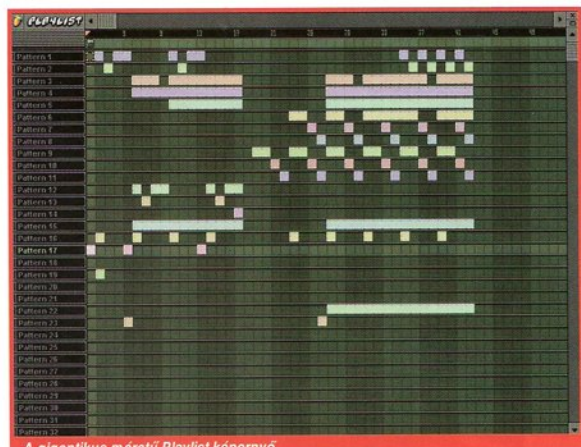 PLAYLIST
Pattern 1
Pattern 2
Pattern 3
Pattern 4
Pattern 5
Pattern 6
Pattern 7
Pattern 8
Pattern 9
Pattern 10
Pattern 11
Pattern 12
Pattern 13
Pattern 14
Pattern 15
Pattern 16
Pattern 17
Pattern 18
Pattern 19
Pattern 20
Pattern 21
Pattern 22
Pattern 23
Pattern 24
Pattern 25
Pattern 26
Pattern 27
Pattern 28
Pattern 29
Pattern 30
Pattern 31
Pattern 32
A gigantikus méretű Playlist képernyő